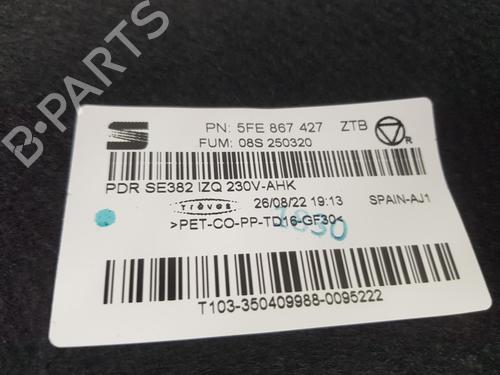 B-PARTS
PN: 5FE 867 427 ZTB
R
FUM: 08S 250320
PDR SE382 IZQ 230V-AHK
Trèves 26/08/22 19:13 SPAIN-AJ1
>PET-CO-PP-TD16-GF30<
1830
T103-350409988-0095222